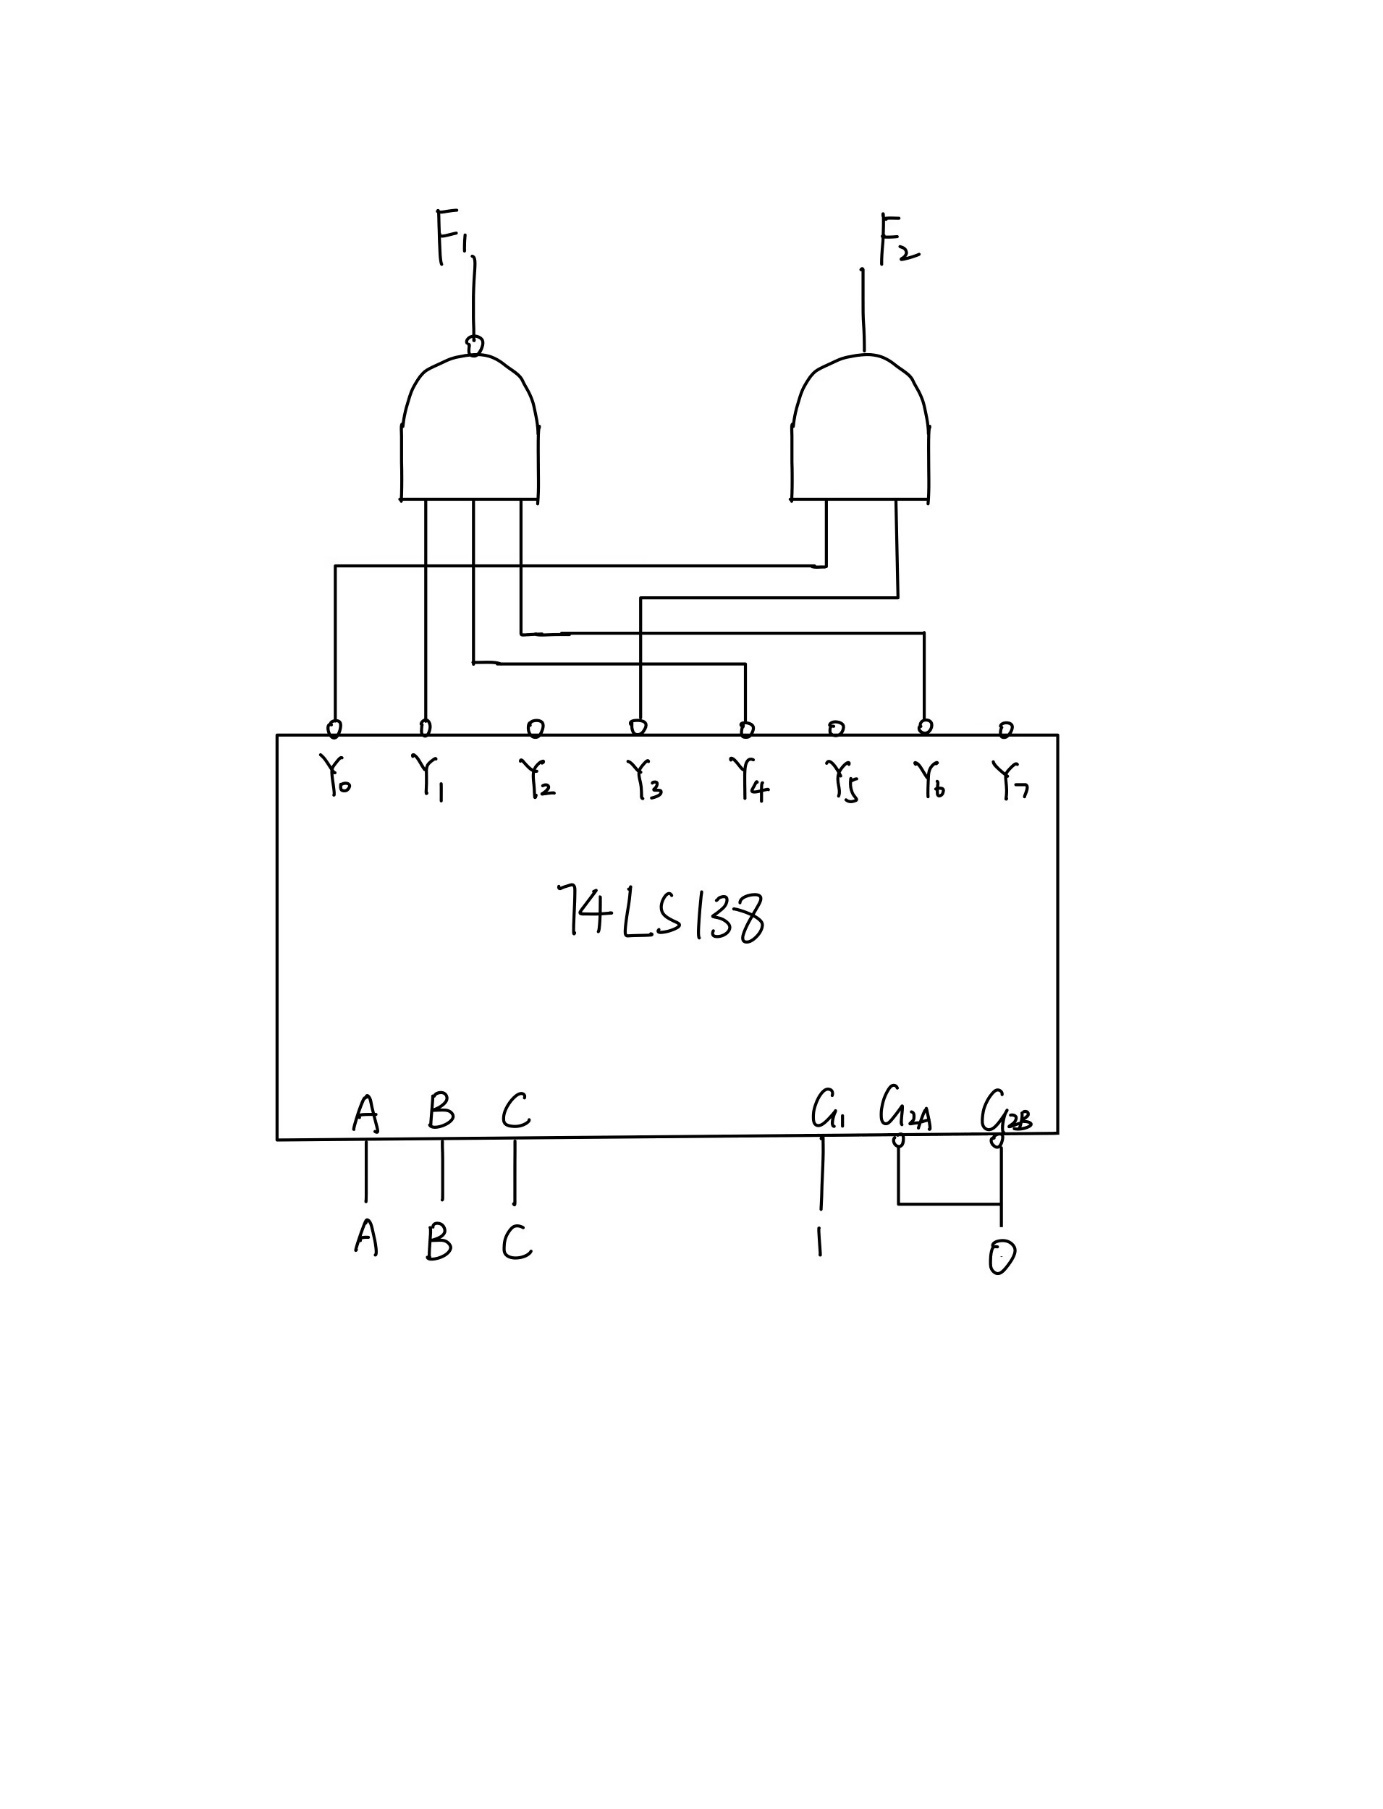 F₁ F₂
Y₀ Y₁ Y₂ Y₃ Y₄ Y₅ Y₆ Y₇
74LS138
A B C G₁ G₂A G₂B
A B C 1 0